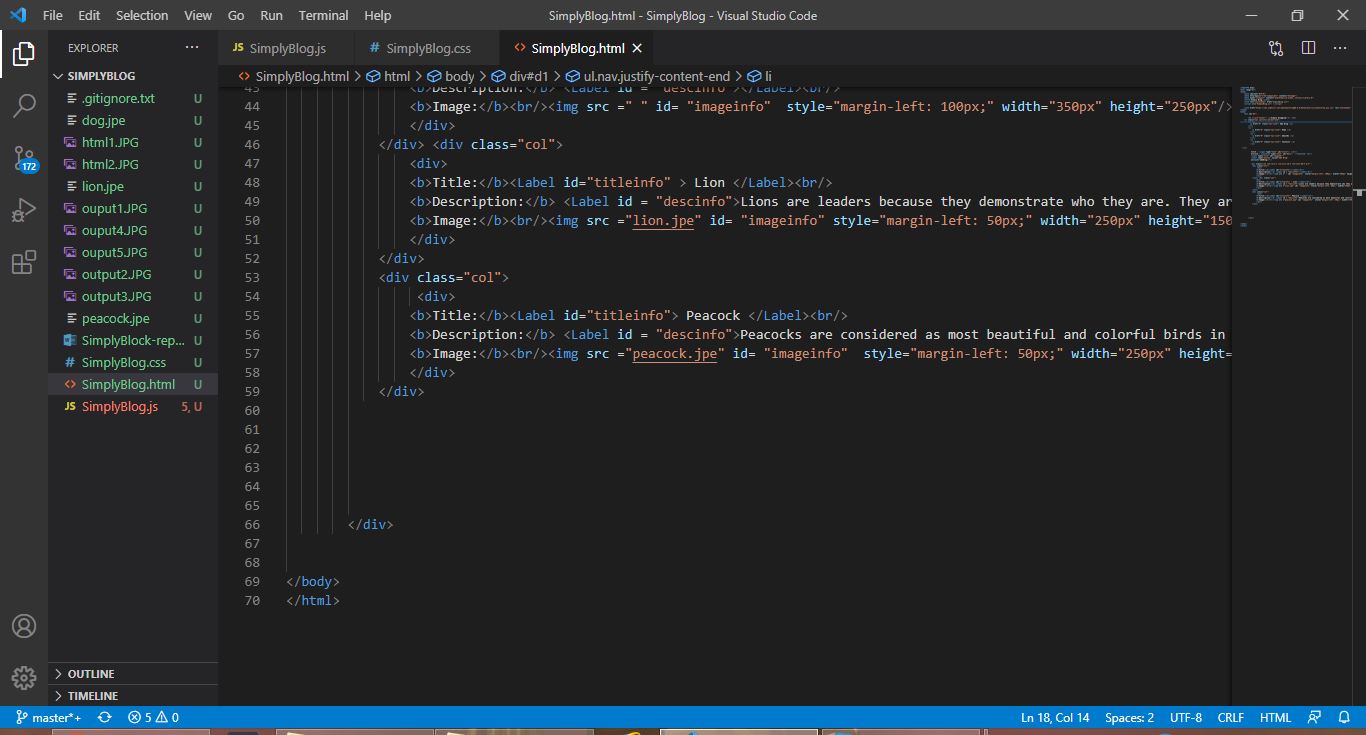 File Edit Selection View Go Run Terminal Help SimplyBlog.html - SimplyBlog - Visual Studio Code
EXPLORER
SIMPLYBLOG
.gitignore.txt U
dog.jpe U
html1.JPG U
html2.JPG U
172
lion.jpe U
ouput1.JPG U
ouput4.JPG U
ouput5.JPG U
output2.JPG U
output3.JPG U
peacock.jpe U
SimplyBlock-rep... U
# SimplyBlog.css U
<> SimplyBlog.html U
JS SimplyBlog.js 5, U
OUTLINE
TIMELINE
JS SimplyBlog.js # SimplyBlog.css <> SimplyBlog.html
<> SimplyBlog.html > html > body > div#d1 > ul.nav.justify-content-end > li
43 <b>Description:</b> <Label id = "descinfo" ></Label><br/>
44 <b>Image:</b><br/><img src =" " id= "imageinfo"  style="margin-left: 100px;" width="350px" height="250px"/>
45 </div>
46 </div> <div class="col">
47 <div>
48 <b>Title:</b><Label id="titleinfo" > Lion </Label><br/>
49 <b>Description:</b> <Label id = "descinfo">Lions are leaders because they demonstrate who they are. They ar
50 <b>Image:</b><br/><img src ="lion.jpe" id= "imageinfo" style="margin-left: 50px;" width="250px" height="150
51 </div>
52 </div>
53 <div class="col">
54 <div>
55 <b>Title:</b><Label id="titleinfo"> Peacock </Label><br/>
56 <b>Description:</b> <Label id = "descinfo">Peacocks are considered as most beautiful and colorful birds in
57 <b>Image:</b><br/><img src ="peacock.jpe" id= "imageinfo"  style="margin-left: 50px;" width="250px" height=
58 </div>
59 </div>
60
61
62
63
64
65
66 </div>
67
68
69 </body>
70 </html>
master*+ 5 0 Ln 18, Col 14 Spaces: 2 UTF-8 CRLF HTML